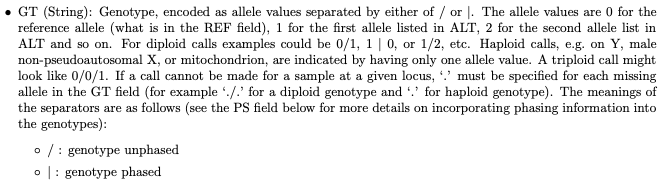 • GT (String): Genotype, encoded as allele values separated by either of / or |. The allele values are 0 for the
reference allele (what is in the REF field), 1 for the first allele listed in ALT, 2 for the second allele list in
ALT and so on. For diploid calls examples could be 0/1, 1 | 0, or 1/2, etc. Haploid calls, e.g. on Y, male
non-pseudoautosomal X, or mitochondrion, are indicated by having only one allele value. A triploid call might
look like 0/0/1. If a call cannot be made for a sample at a given locus, ‘.’ must be specified for each missing
allele in the GT field (for example ‘./.’ for a diploid genotype and ‘.’ for haploid genotype). The meanings of
the separators are as follows (see the PS field below for more details on incorporating phasing information into
the genotypes):
◦ / : genotype unphased
◦ | : genotype phased